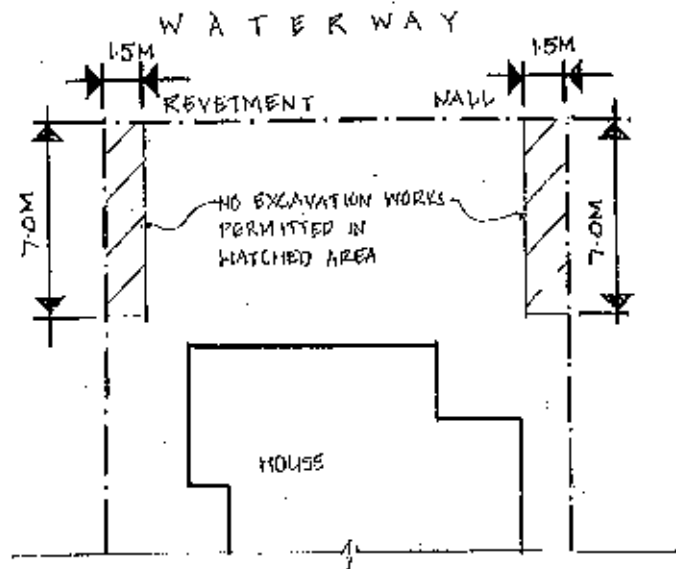 WATERWAY
1.5M
1.5M
REVETMENT WALL
7.0M
NO EXCAVATION WORKS
PERMITTED IN
HATCHED AREA
7.0M
HOUSE